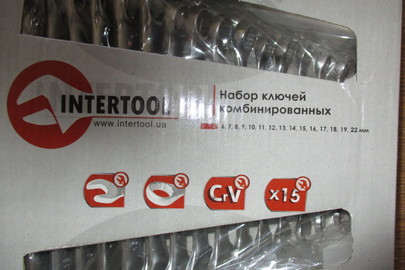 INTERTOOL
www.intertool.ua
Набор ключей
комбинированных
6, 7, 8, 9, 10, 11, 12, 13, 14, 15, 16, 17, 18, 19, 22 мм
CrV
x15